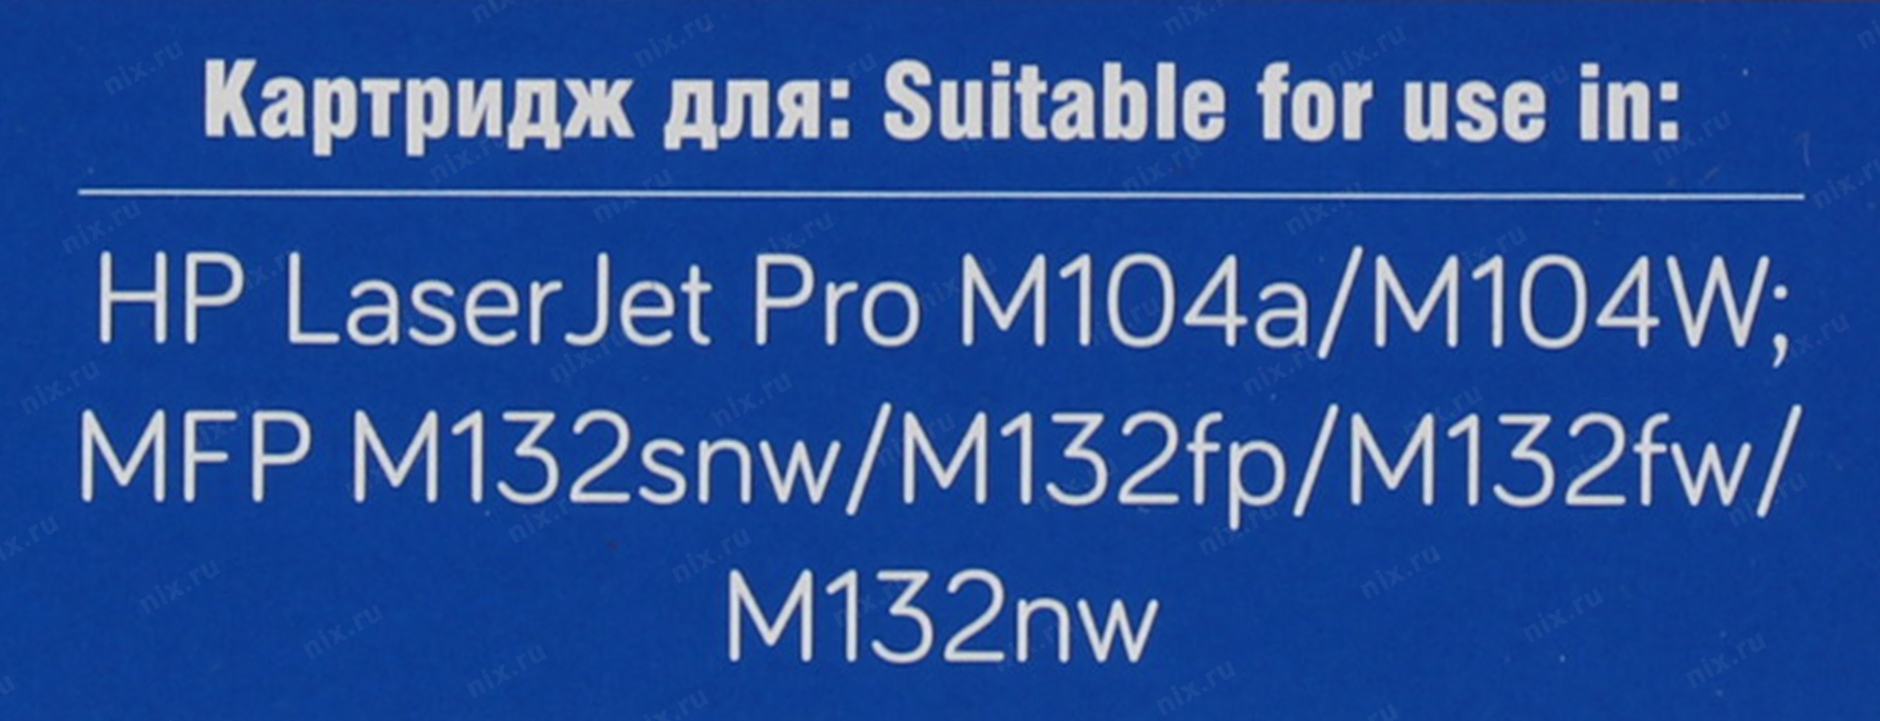 Картридж для: Suitable for use in:
HP LaserJet Pro M104a/M104W;
MFP M132snw/M132fp/M132fw/
M132nw